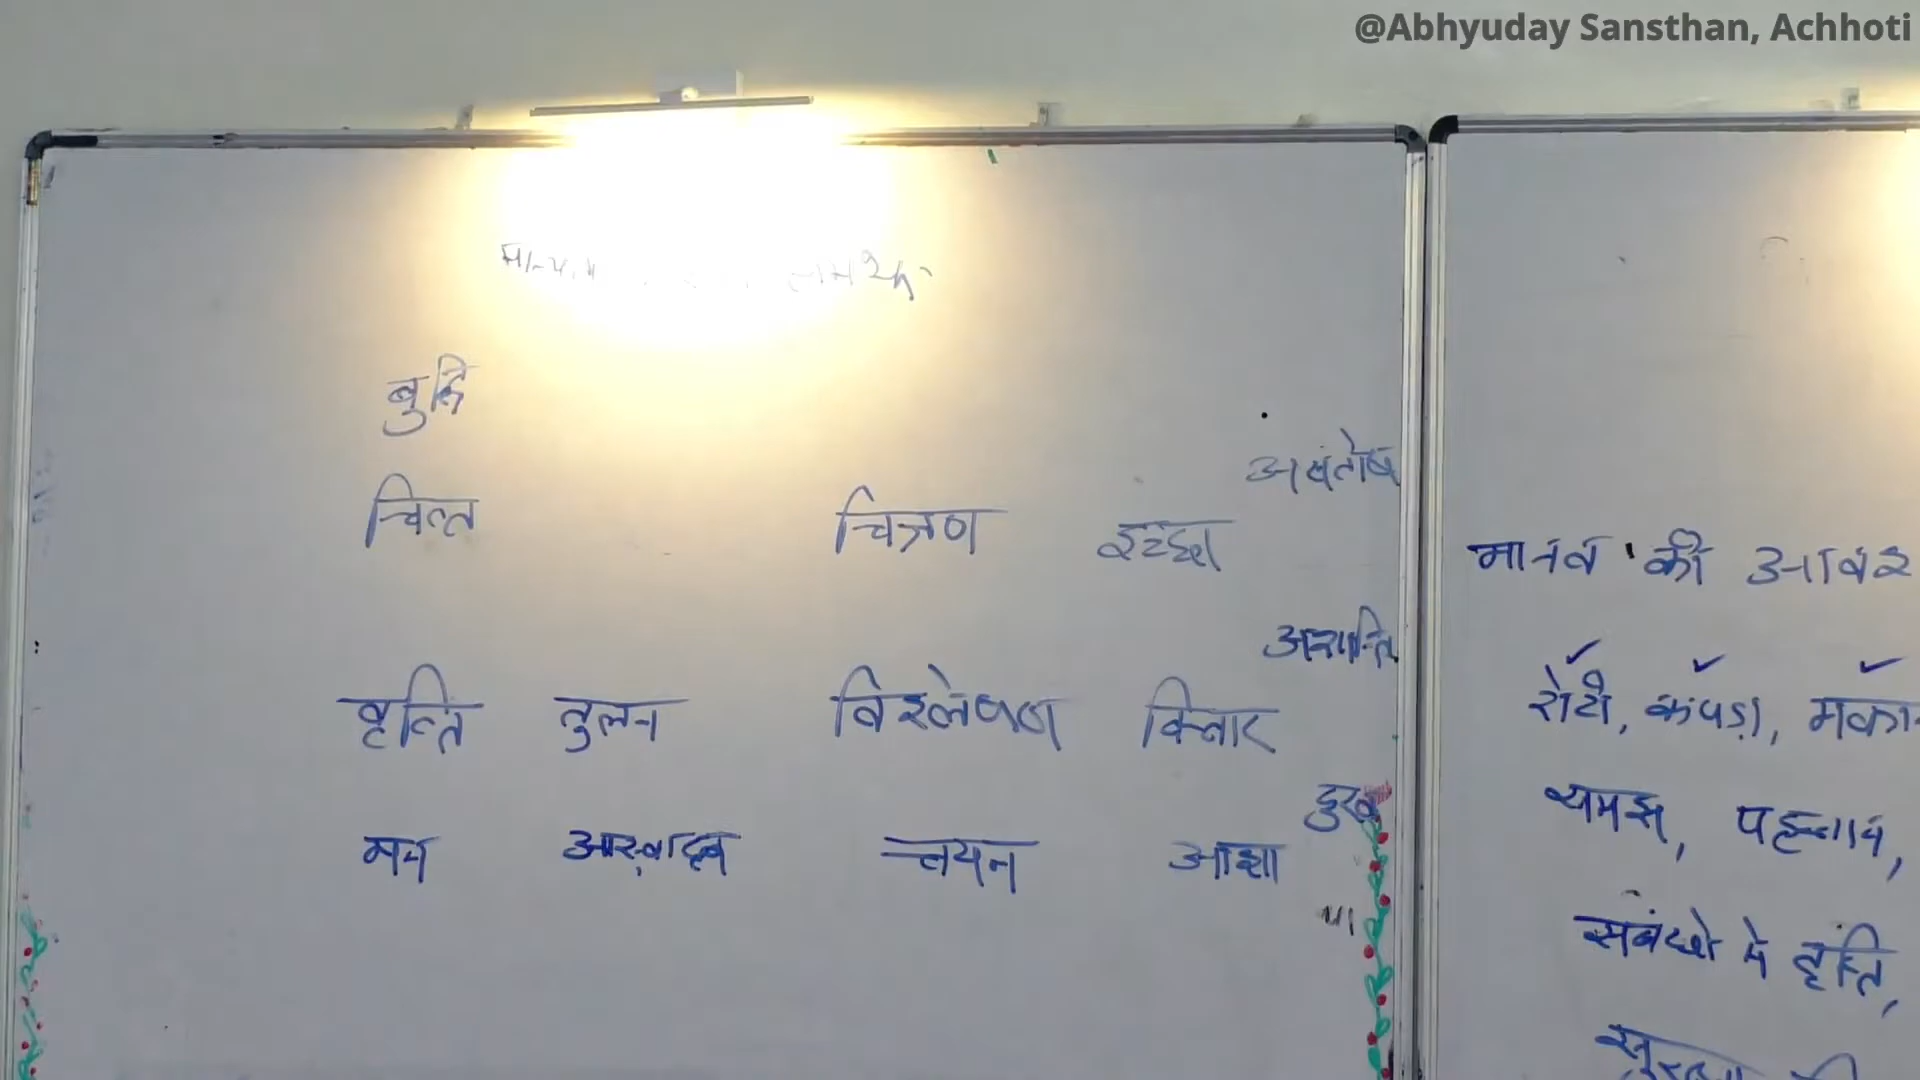 @Abhyuday Sansthan, Achhoti
बुद्धि
असंतोष
चित्त चित्रण इच्छा
अशान्ति
वृत्ति तुलन विश्लेषण विचार
दुख
मन आस्वादन चयन आशा
मानव की आवश
रोटी, कपड़ा, मकान
समझ, पहचान,
संबंधो मे तृप्ति,